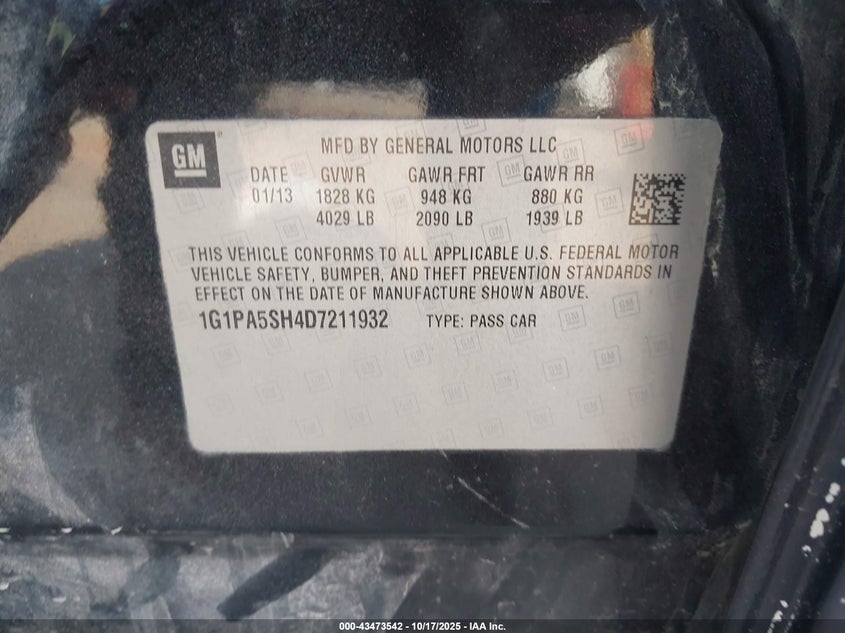 GM
MFD BY GENERAL MOTORS LLC
DATE GVWR GAWR FRT GAWR RR
01/13 1828 KG 948 KG 880 KG
4029 LB 2090 LB 1939 LB
THIS VEHICLE CONFORMS TO ALL APPLICABLE U.S. FEDERAL MOTOR
VEHICLE SAFETY, BUMPER, AND THEFT PREVENTION STANDARDS IN
EFFECT ON THE DATE OF MANUFACTURE SHOWN ABOVE.
1G1PA5SH4D7211932 TYPE: PASS CAR
000-43473542 - 10/17/2025 - IAA Inc.